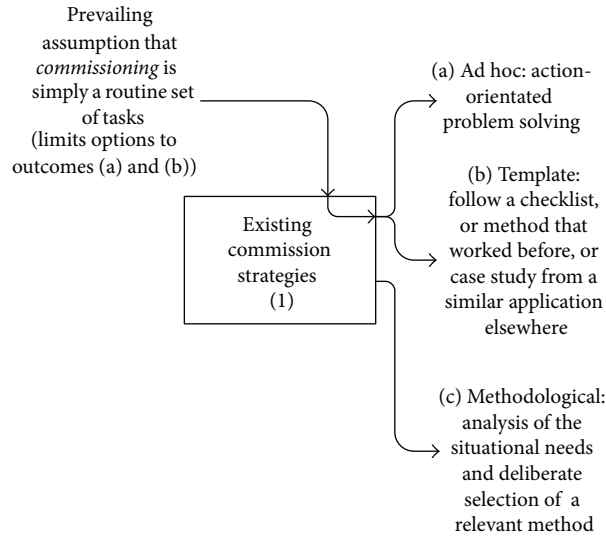 Prevailing
assumption that
commissioning is
simply a routine set
of tasks
(limits options to
outcomes (a) and (b))
(a) Ad hoc: action-
orientated
problem solving
(b) Template:
follow a checklist,
or method that
worked before, or
case study from a
similar application
elsewhere
Existing
commission
strategies
(1)
(c) Methodological:
analysis of the
situational needs
and deliberate
selection of a
relevant method